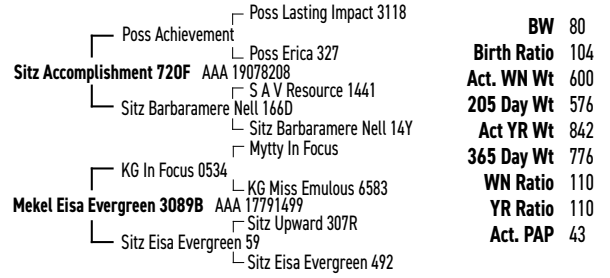 Poss Lasting Impact 3118
Poss Achievement
Poss Erica 327
Sitz Accomplishment 720F AAA 19078208
S A V Resource 1441
Sitz Barbaramere Nell 166D
Sitz Barbaramere Nell 14Y
Mytty In Focus
KG In Focus 0534
KG Miss Emulous 6583
Mekel Eisa Evergreen 3089B AAA 17791499
Sitz Upward 307R
Sitz Eisa Evergreen 59
Sitz Eisa Evergreen 492
BW 80
Birth Ratio 104
Act. WN Wt 600
205 Day Wt 576
Act YR Wt 842
365 Day Wt 776
WN Ratio 110
YR Ratio 110
Act. PAP 43